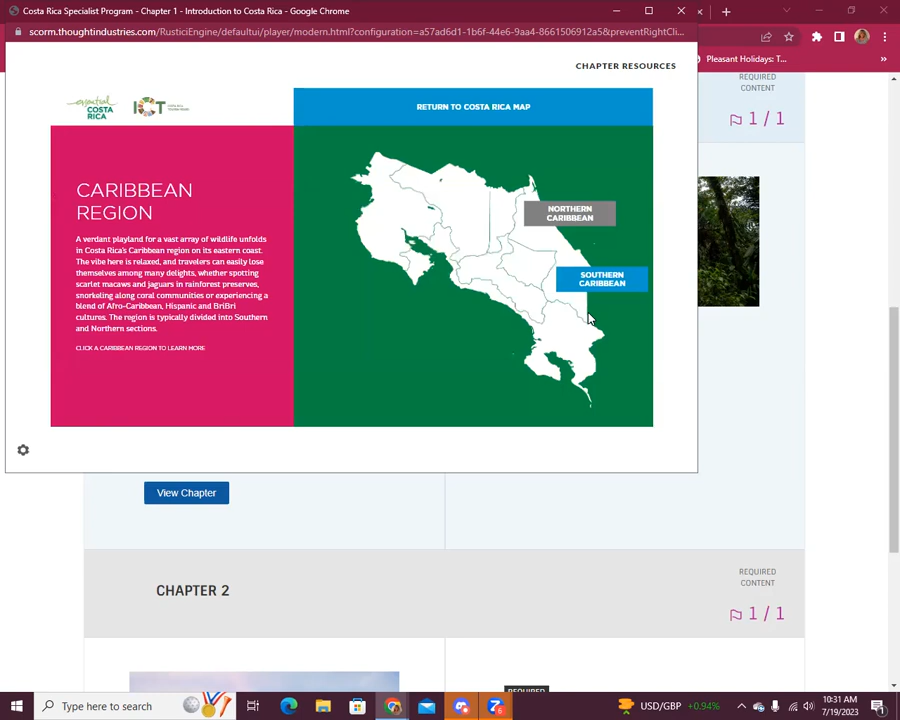 Costa Rica Specialist Program - Chapter 1 - Introduction to Costa Rica - Google Chrome
scorm.thoughtindustries.com/RusticiEngine/defaultui/player/modern.html?configuration=a57ad6d1-1b6f-44e6-9aa4-8661506912a5&preventRightCli...
Pleasant Holidays: T...
CHAPTER RESOURCES
essential
COSTA
RICA
ICT
RETURN TO COSTA RICA MAP
REQUIRED
CONTENT
1 / 1
CARIBBEAN
REGION
A verdant playland for a vast array of wildlife unfolds
in Costa Rica's Caribbean region on its eastern coast.
The vibe here is relaxed, and travelers can easily lose
themselves among many delights, whether spotting
scarlet macaws and jaguars in rainforest preserves,
snorkeling along coral communities or experiencing a
blend of Afro-Caribbean, Hispanic and BriBri
cultures. The region is typically divided into Southern
and Northern sections.
CLICK A CARIBBEAN REGION TO LEARN MORE
NORTHERN
CARIBBEAN
SOUTHERN
CARIBBEAN
View Chapter
CHAPTER 2
REQUIRED
CONTENT
1 / 1
REQUIRED
Type here to search
USD/GBP +0.94%
10:31 AM
7/19/2023